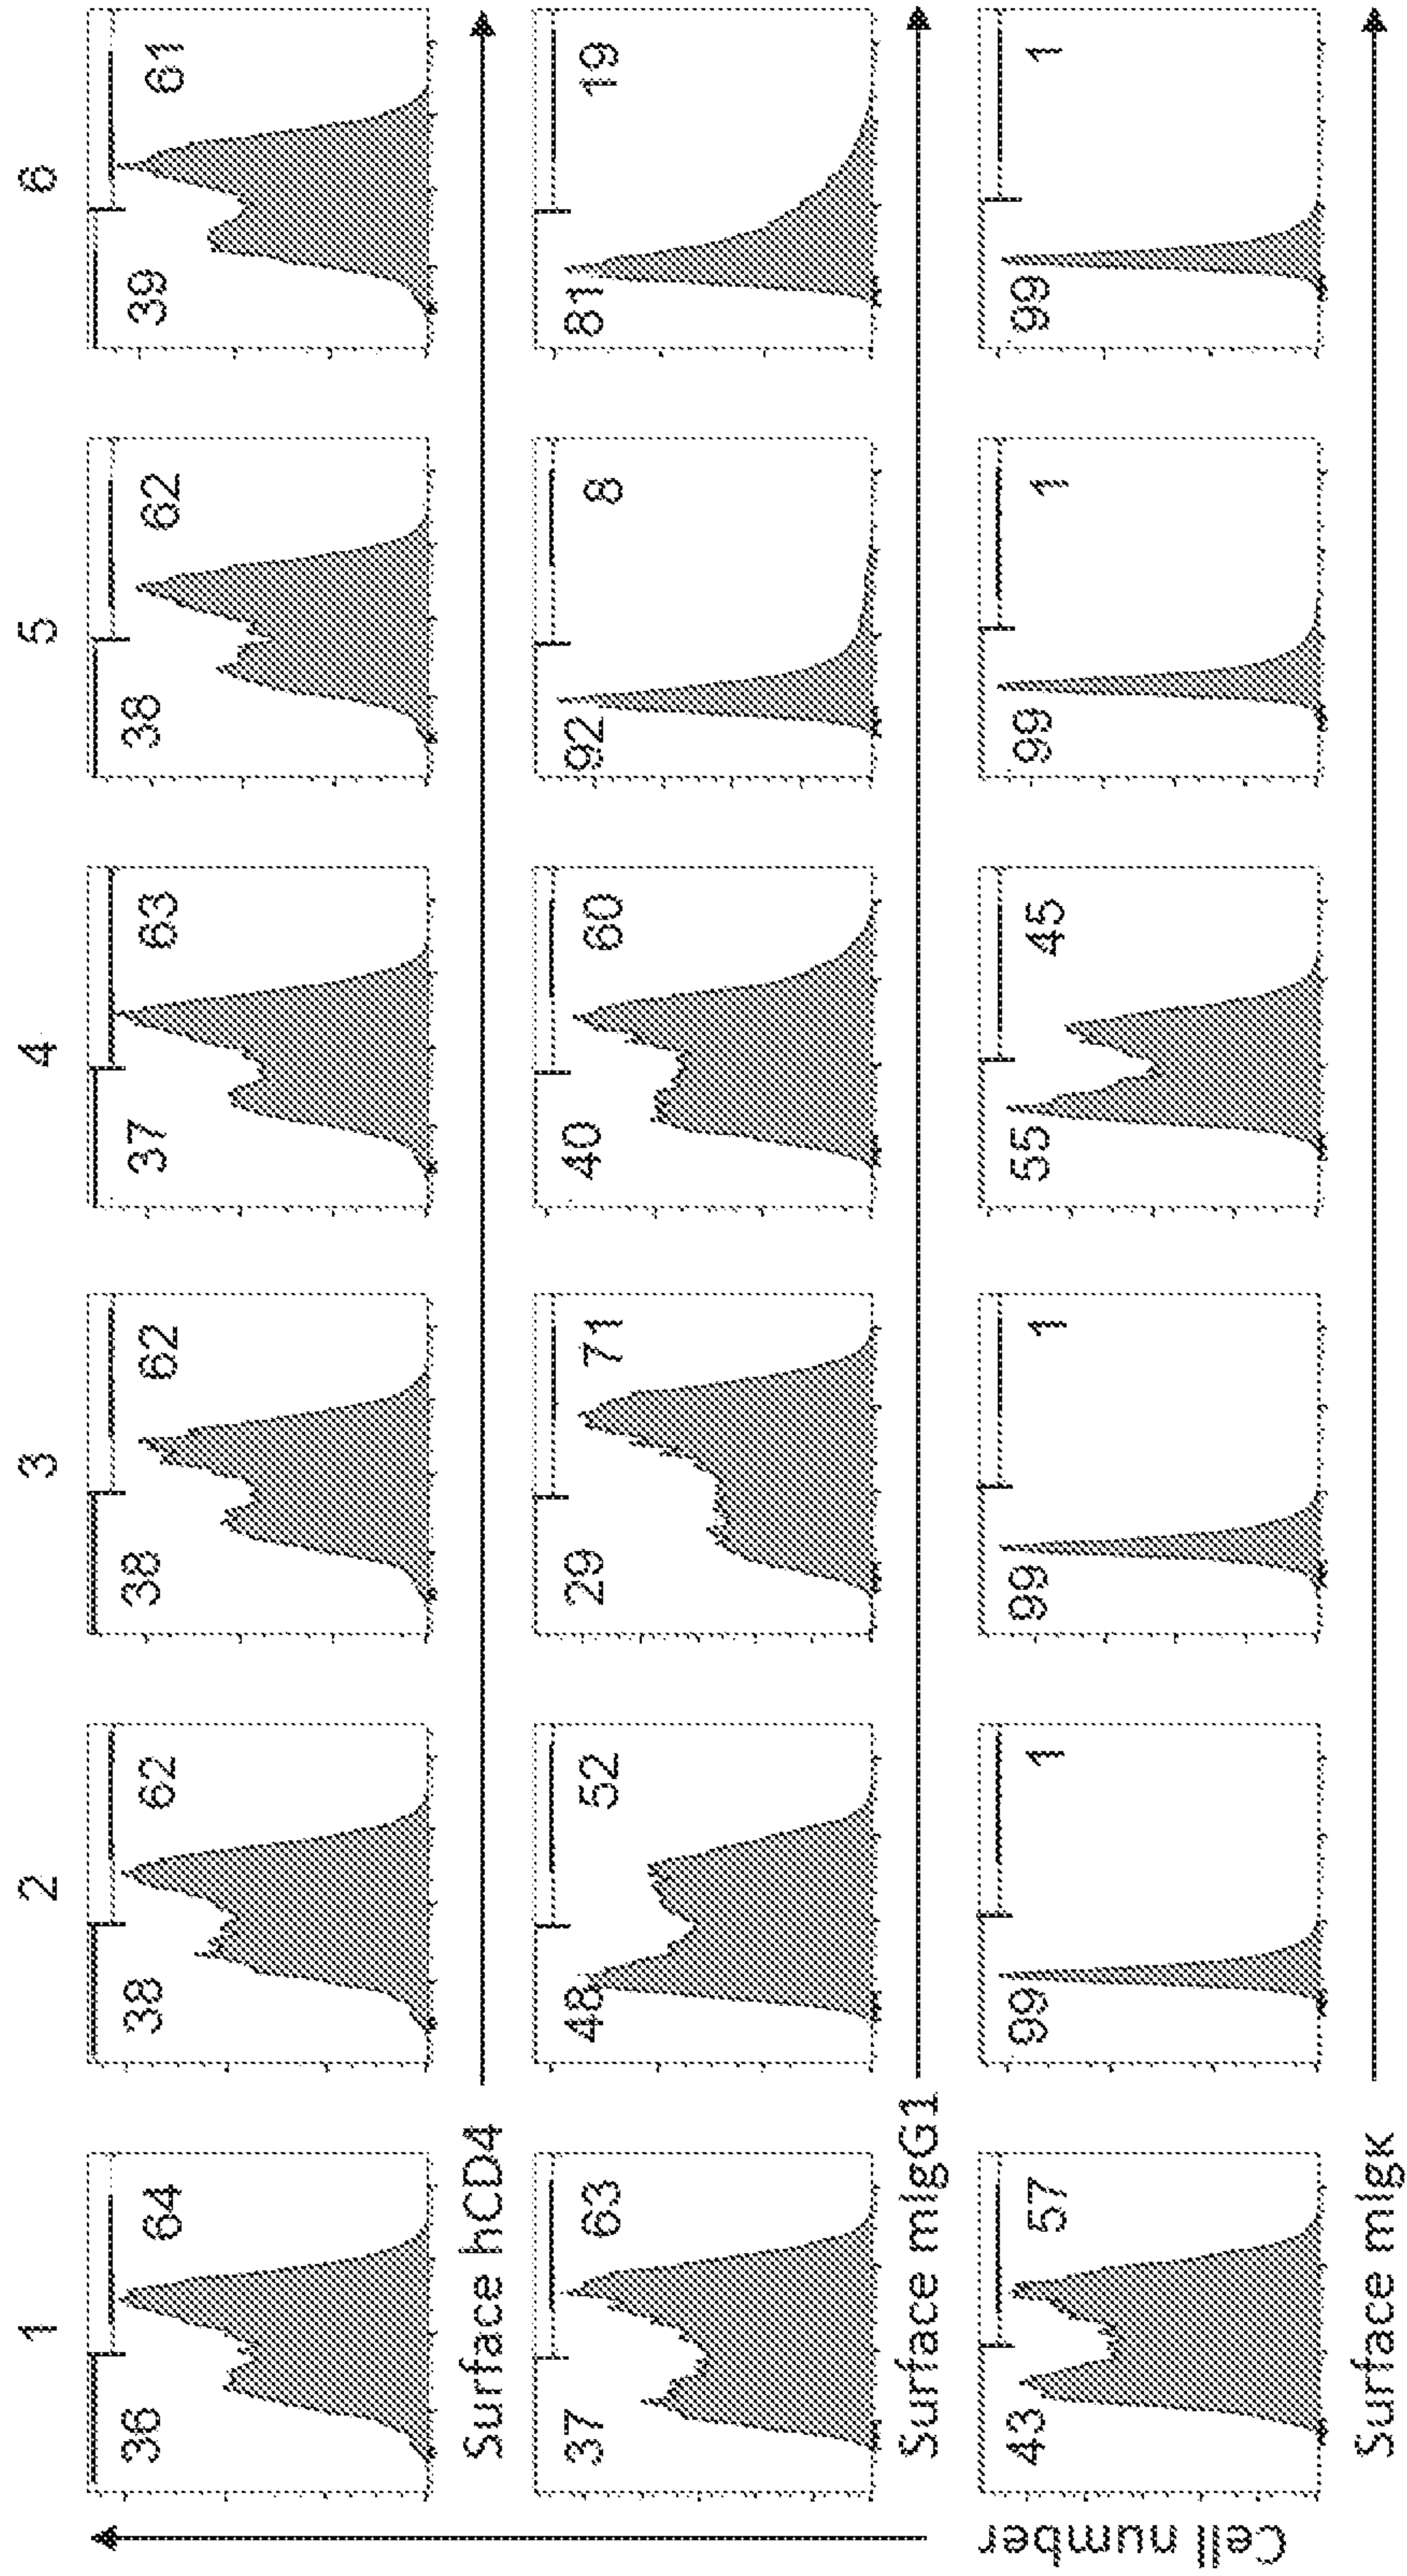 1 2 3 4 5 6
36 64 38 62 38 62 37 63 38 62 39 61
Surface hCD4
37 63 48 52 29 71 40 60 92 8 81 19
Surface mIgG1
43 57 99 1 99 1 55 45 99 1 99 1
Surface mIgκ
Cell number